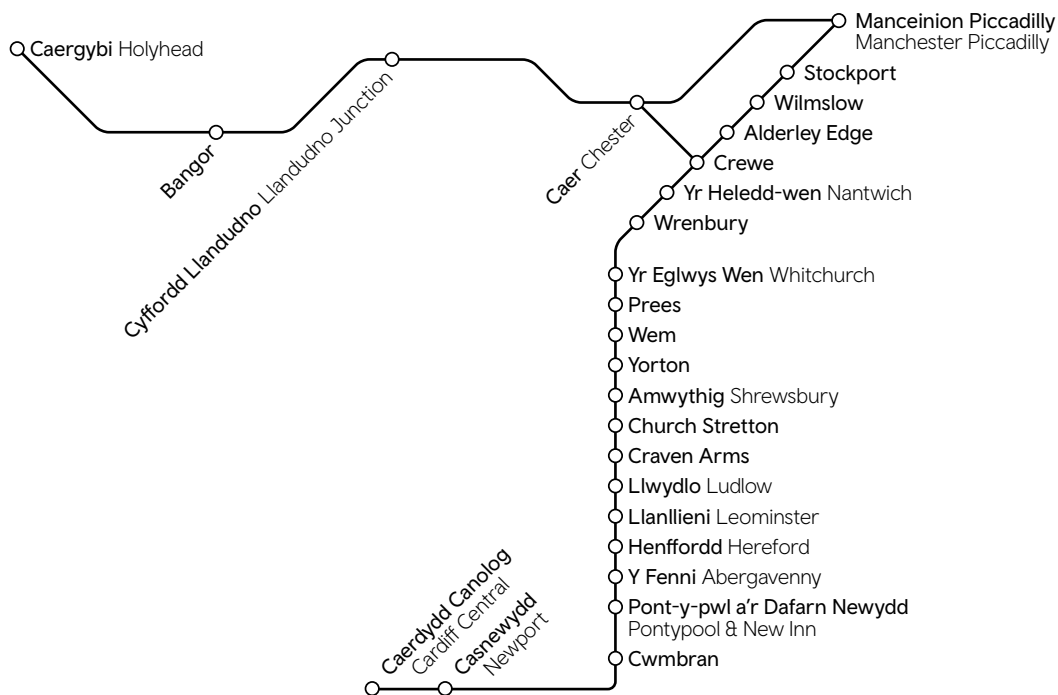 Manceinion Piccadilly
Manchester Piccadilly
Caergybi Holyhead
Stockport
Wilmslow
Alderley Edge
Crewe
Bangor
Cyffordd Llandudno Llandudno Junction
Caer Chester
Yr Heledd-wen Nantwich
Wrenbury
Yr Eglwys Wen Whitchurch
Prees
Wem
Yorton
Amwythig Shrewsbury
Church Stretton
Craven Arms
Llwydlo Ludlow
Llanllieni Leominster
Henffordd Hereford
Y Fenni Abergavenny
Pont-y-pwl a'r Dafarn Newydd
Pontypool & New Inn
Cwmbran
Caerdydd Canolog
Cardiff Central
Casnewydd
Newport